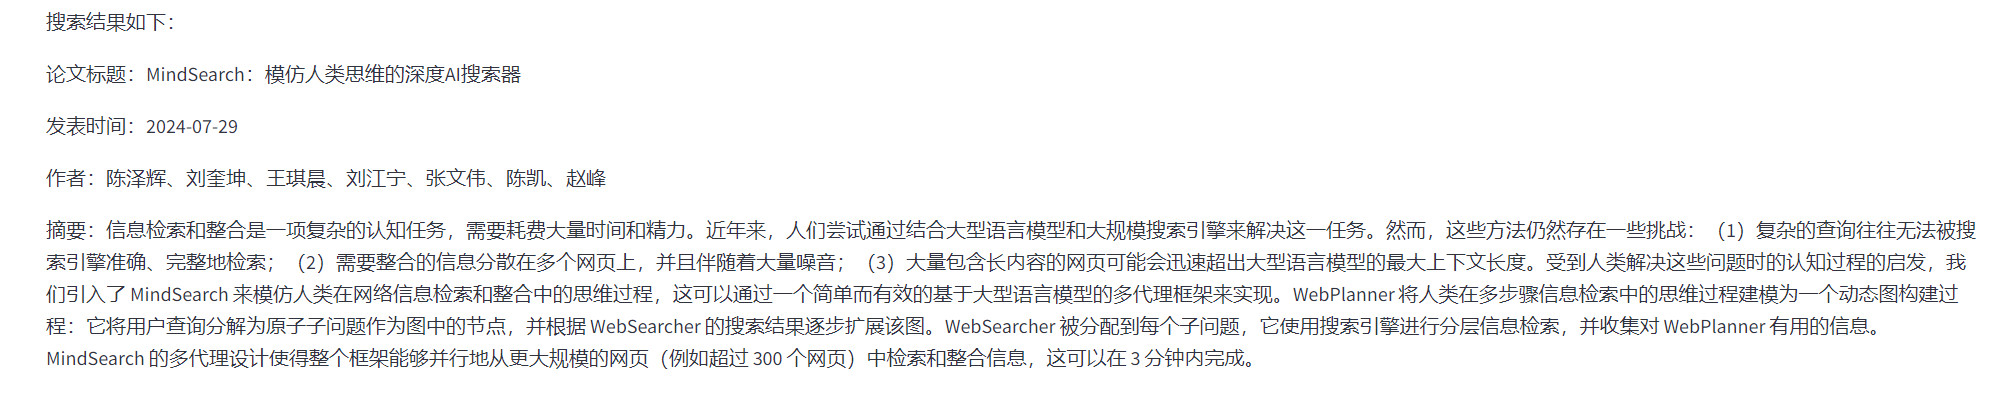 搜索结果如下：
论文标题：MindSearch：模仿人类思维的深度AI搜索器
发表时间：2024-07-29
作者：陈泽辉、刘奎坤、王琪晨、刘江宁、张文伟、陈凯、赵峰
摘要：信息检索和整合是一项复杂的认知任务，需要耗费大量时间和精力。近年来，人们尝试通过结合大型语言模型和大规模搜索引擎来解决这一任务。然而，这些方法仍然存在一些挑战：（1）复杂的查询往往无法被搜
索引擎准确、完整地检索；（2）需要整合的信息分散在多个网页上，并且伴随着大量噪音；（3）大量包含长内容的网页可能会迅速超出大型语言模型的最大上下文长度。受到人类解决这些问题时的认知过程的启发，我
们引入了 MindSearch 来模仿人类在网络信息检索和整合中的思维过程，这可以通过一个简单而有效的基于大型语言模型的多代理框架来实现。WebPlanner 将人类在多步骤信息检索中的思维过程建模为一个动态图构建过
程：它将用户查询分解为原子子问题作为图中的节点，并根据 WebSearcher 的搜索结果逐步扩展该图。WebSearcher 被分配到每个子问题，它使用搜索引擎进行分层信息检索，并收集对 WebPlanner 有用的信息。
MindSearch 的多代理设计使得整个框架能够并行地从更大规模的网页（例如超过 300 个网页）中检索和整合信息，这可以在 3 分钟内完成。